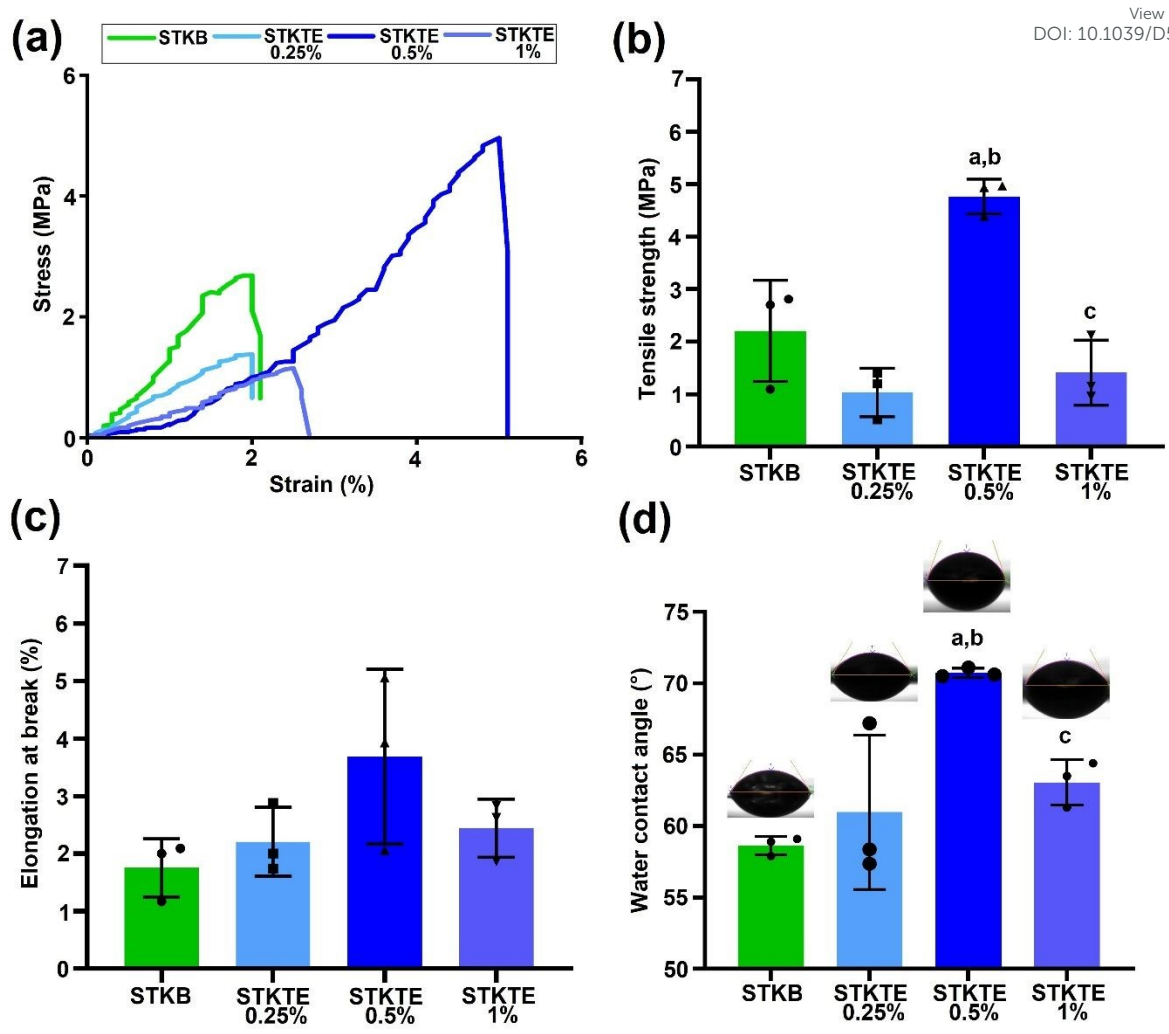 View
DOI: 10.1039/D5
(a)
STKB STKTE 0.25% STKTE 0.5% STKTE 1%
6
4
2
0
Stress (MPa)
0 2 4 6
Strain (%)
(b)
7
6
5
4
3
2
1
0
Tensile strength (MPa)
a,b
c
STKB STKTE STKTE STKTE
0.25% 0.5% 1%
(c)
7
6
5
4
3
2
1
0
Elongation at break (%)
STKB STKTE STKTE STKTE
0.25% 0.5% 1%
(d)
75
70
65
60
55
50
Water contact angle (°)
a,b
c
STKB STKTE STKTE STKTE
0.25% 0.5% 1%